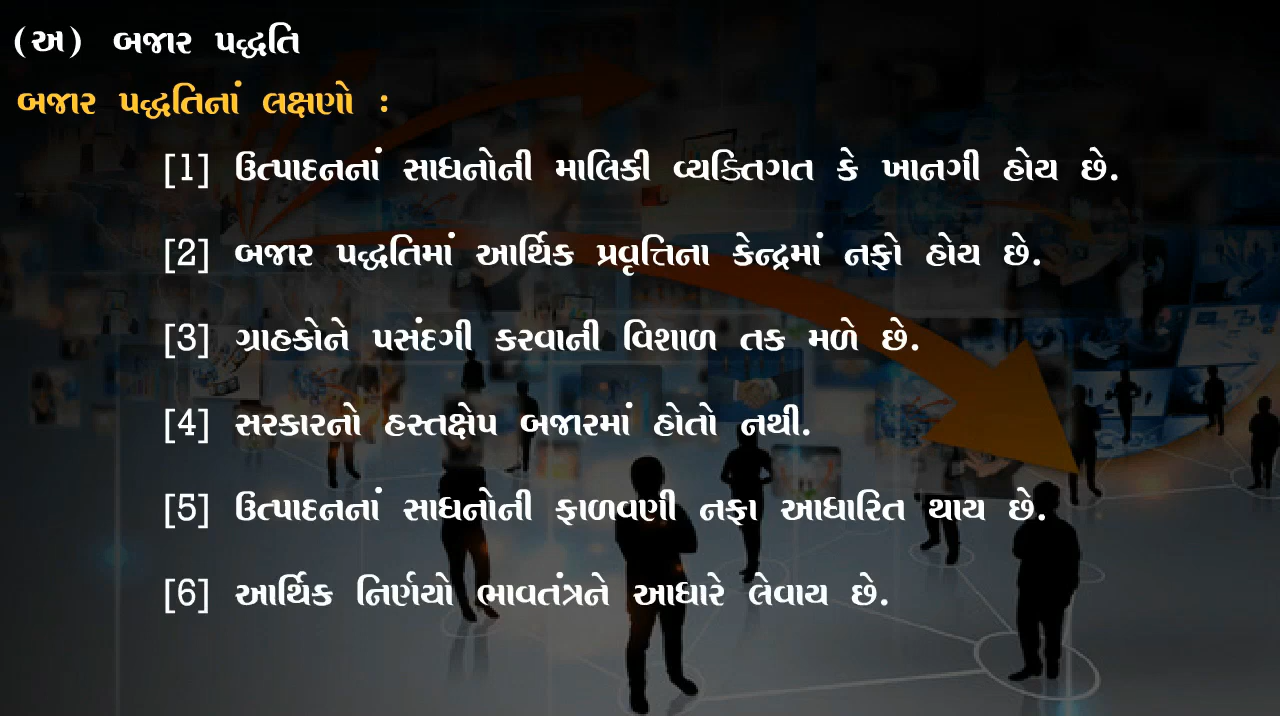 (અ) બજાર પદ્ધતિ
બજાર પદ્ધતિનાં લક્ષણો :
[1] ઉત્પાદનનાં સાધનોની માલિકી વ્યક્તિગત કે ખાનગી હોય છે.
[2] બજાર પદ્ધતિમાં આર્થિક પ્રવૃત્તિના કેન્દ્રમાં નફો હોય છે.
[3] ગ્રાહકોને પસંદગી કરવાની વિશાળ તક મળે છે.
[4] સરકારનો હસ્તક્ષેપ બજારમાં હોતો નથી.
[5] ઉત્પાદનનાં સાધનોની ફાળવણી નફા આધારિત થાય છે.
[6] આર્થિક નિર્ણયો ભાવતંત્રને આધારે લેવાય છે.